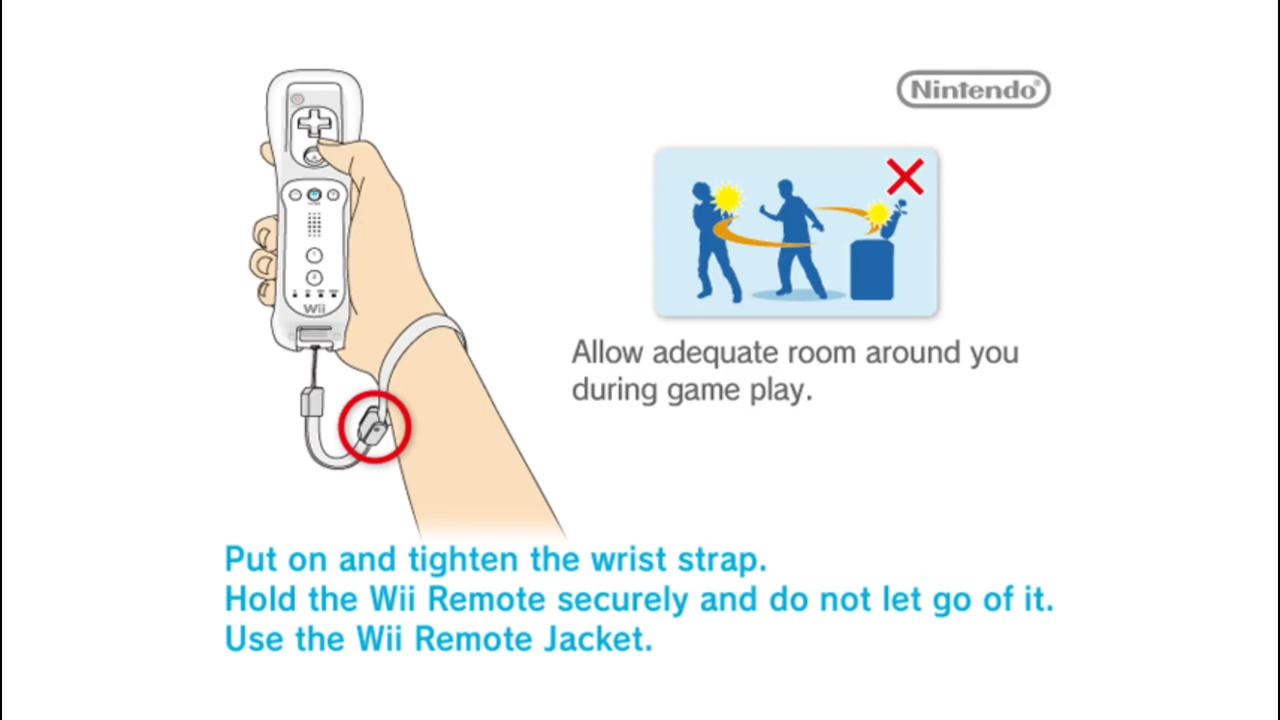 Nintendo®
Allow adequate room around you
during game play.
Wii
Put on and tighten the wrist strap.
Hold the Wii Remote securely and do not let go of it.
Use the Wii Remote Jacket.